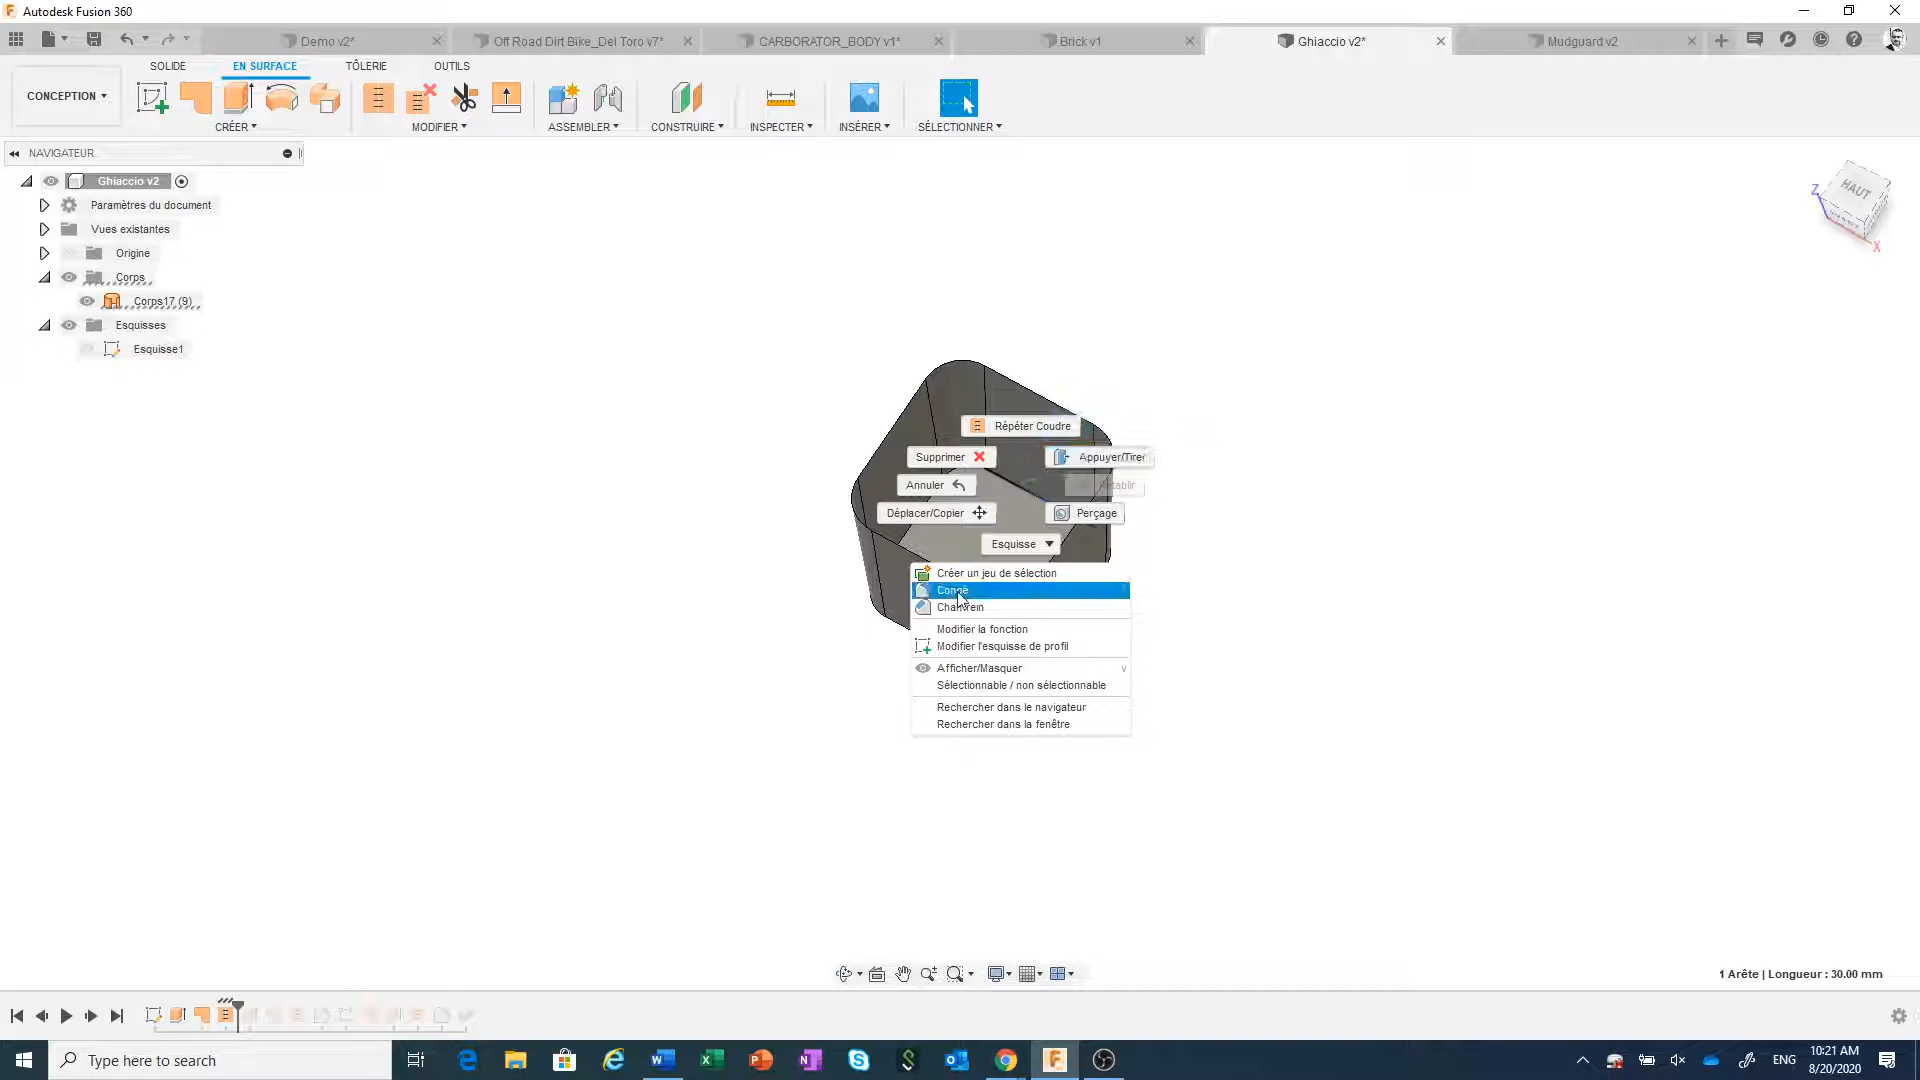 Autodesk Fusion 360
Demo v2*
Off Road Dirt Bike_Del Toro v7*
CARBORATOR_BODY v1*
Brick v1
Ghiaccio v2*
Mudguard v2
SOLIDE
EN SURFACE
TÔLERIE
OUTILS
CONCEPTION
CRÉER
MODIFIER
ASSEMBLER
CONSTRUIRE
INSPECTER
INSÉRER
SÉLECTIONNER
NAVIGATEUR
Ghiaccio v2
Paramètres du document
Vues existantes
Origine
Corps
Corps17 (9)
Esquisses
Esquisse1
HAUT
Z
X
Répéter Coudre
Supprimer
Appuyer/Tirer
Annuler
Rétablir
Déplacer/Copier
Perçage
Esquisse
Créer un jeu de sélection
Congé
Chanfrein
Modifier la fonction
Modifier l'esquisse de profil
Afficher/Masquer
V
Sélectionnable / non sélectionnable
Rechercher dans le navigateur
Rechercher dans la fenêtre
1 Arête | Longueur : 30.00 mm
Type here to search
ENG
10:21 AM
8/20/2020